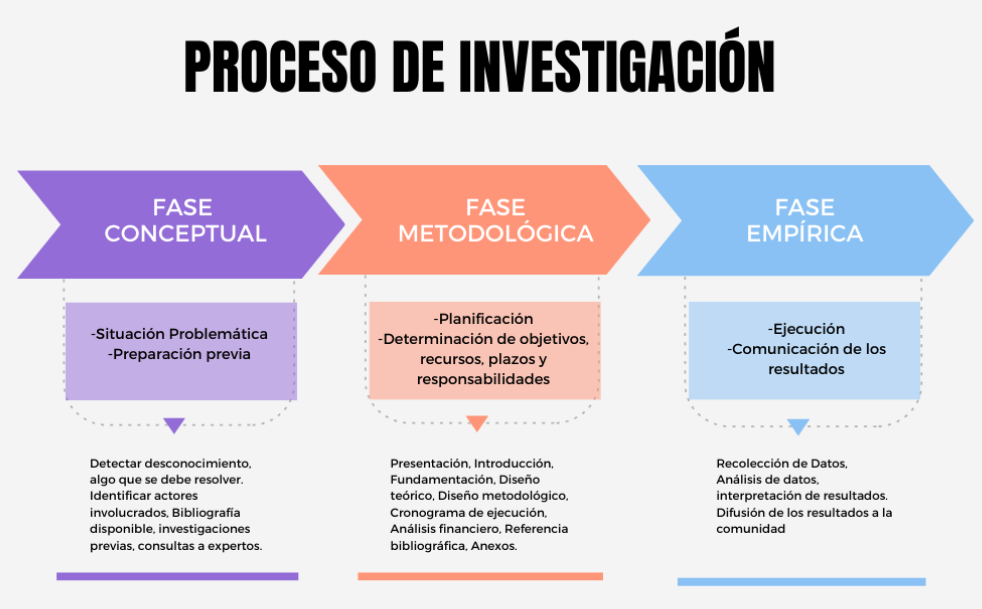 PROCESO DE INVESTIGACIÓN
FASE
CONCEPTUAL
-Situación Problemática
-Preparación previa
Detectar desconocimiento,
algo que se debe resolver.
Identificar actores
involucrados, Bibliografía
disponible, investigaciones
previas, consultas a expertos.
FASE
METODOLÓGICA
-Planificación
-Determinación de objetivos,
recursos, plazos y
responsabilidades
Presentación, Introducción,
Fundamentación, Diseño
teórico, Diseño metodológico,
Cronograma de ejecución,
Análisis financiero, Referencia
bibliográfica, Anexos.
FASE
EMPÍRICA
-Ejecución
-Comunicación de los
resultados
Recolección de Datos,
Análisis de datos,
interpretación de resultados.
Difusión de los resultados a la
comunidad